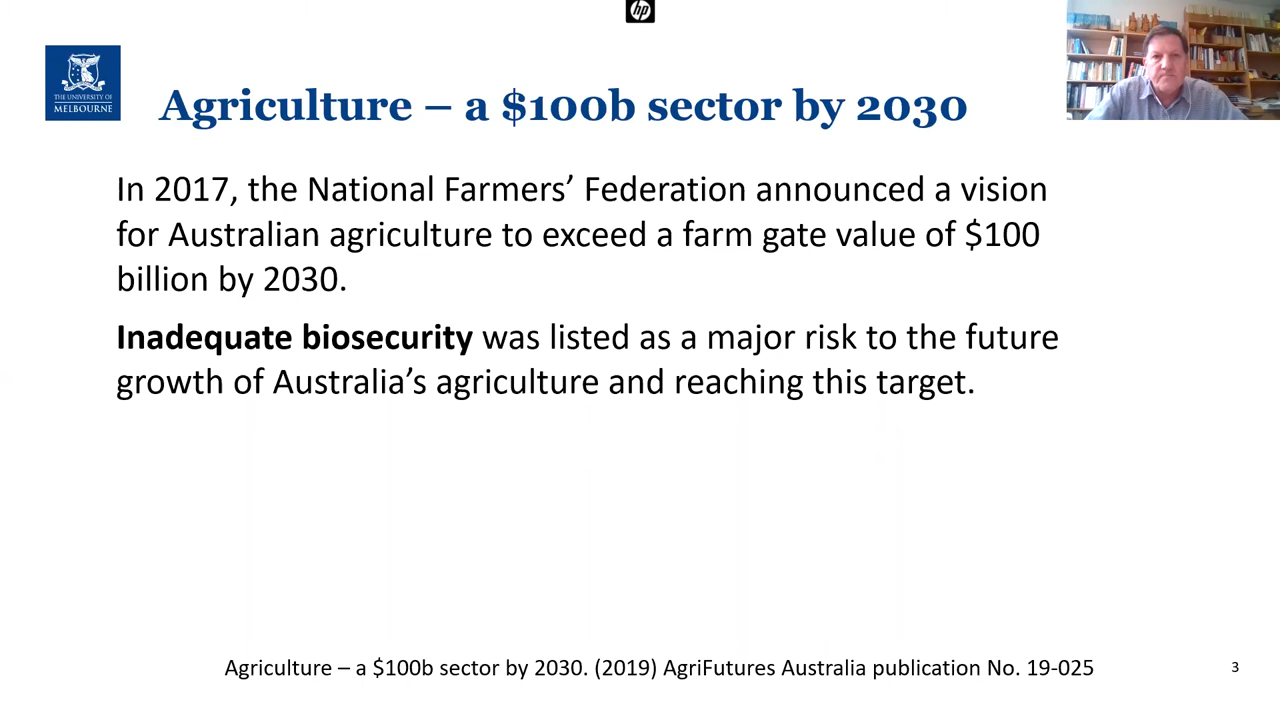 hp
THE UNIVERSITY OF
MELBOURNE
Agriculture – a $100b sector by 2030
In 2017, the National Farmers’ Federation announced a vision
for Australian agriculture to exceed a farm gate value of $100
billion by 2030.
Inadequate biosecurity was listed as a major risk to the future
growth of Australia’s agriculture and reaching this target.
Agriculture – a $100b sector by 2030. (2019) AgriFutures Australia publication No. 19-025
3